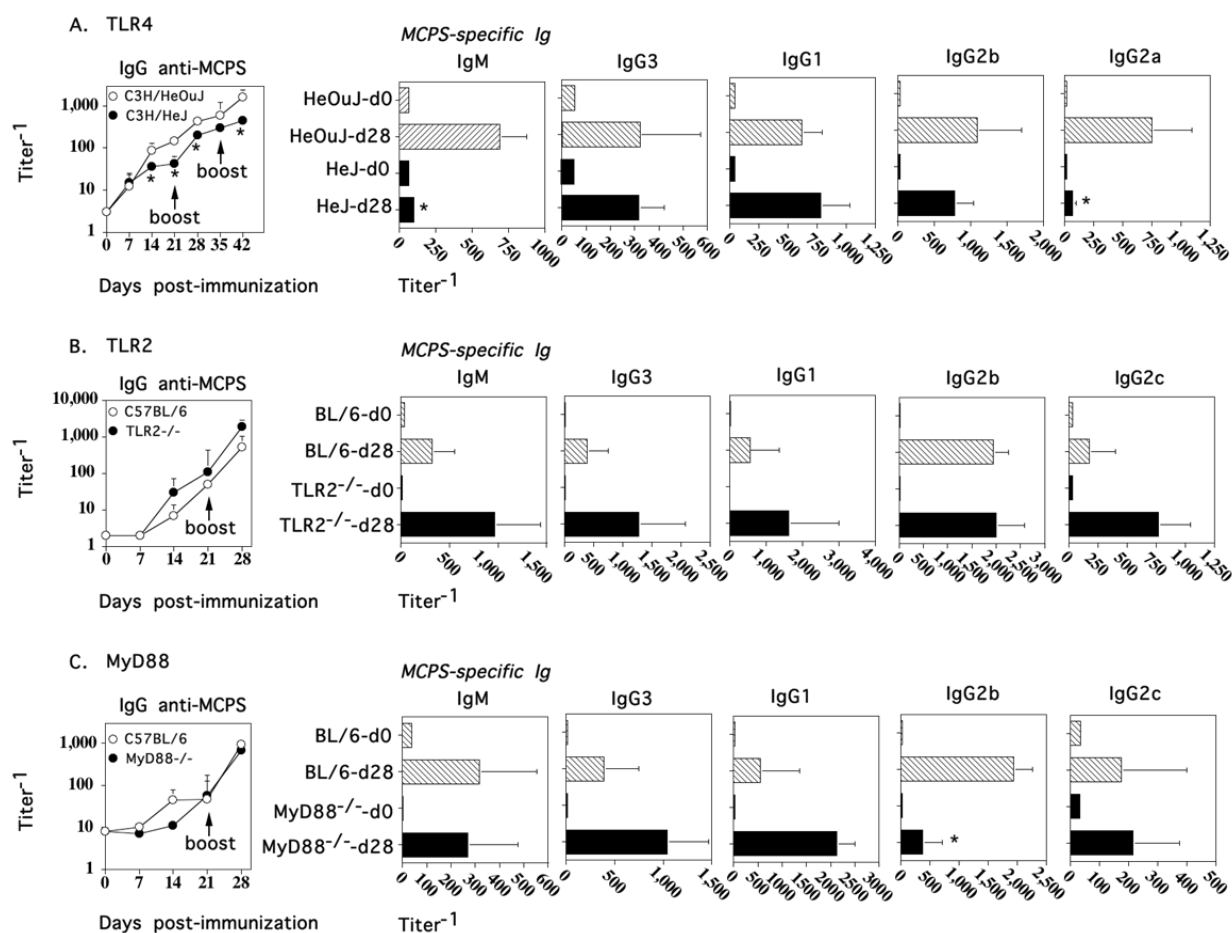 A. TLR4
MCPS-specific Ig
IgG anti-MCPS
IgM
IgG3
IgG1
IgG2b
IgG2a
C3H/HeOuJ
C3H/HeJ
Titer-1
1,000
100
10
1
* * * *
boost
boost
0 7 14 21 28 35 42
Days post-immunization
HeOuJ-d0
HeOuJ-d28
HeJ-d0
HeJ-d28
*
*
0 250 500 750 1000
0 100 200 300 400 500 600
0 250 500 750 1,000 1,250
0 500 1,000 1,500 2,000
0 250 500 750 1,000 1,250
Titer-1
B. TLR2
MCPS-specific Ig
IgG anti-MCPS
IgM
IgG3
IgG1
IgG2b
IgG2c
C57BL/6
TLR2-/-
Titer-1
10,000
1,000
100
10
1
boost
0 7 14 21 28
Days post-immunization
BL/6-d0
BL/6-d28
TLR2-/--d0
TLR2-/--d28
0 500 1,000 1,500
0 500 1,000 1,500 2,000 2,500
0 1,000 2,000 3,000 4,000
0 500 1,000 1,500 2,000 2,500 3,000
0 250 500 750 1,000 1,250
Titer-1
C. MyD88
MCPS-specific Ig
IgG anti-MCPS
IgM
IgG3
IgG1
IgG2b
IgG2c
C57BL/6
MyD88-/-
Titer-1
1,000
100
10
1
boost
0 7 14 21 28
Days post-immunization
BL/6-d0
BL/6-d28
MyD88-/--d0
MyD88-/--d28
*
0 100 200 300 400 500 600
0 500 1,000 1,500
0 500 1000 1500 2000 2500 3000
0 500 1,000 1,500 2,000 2,500
0 100 200 300 400 500
Titer-1